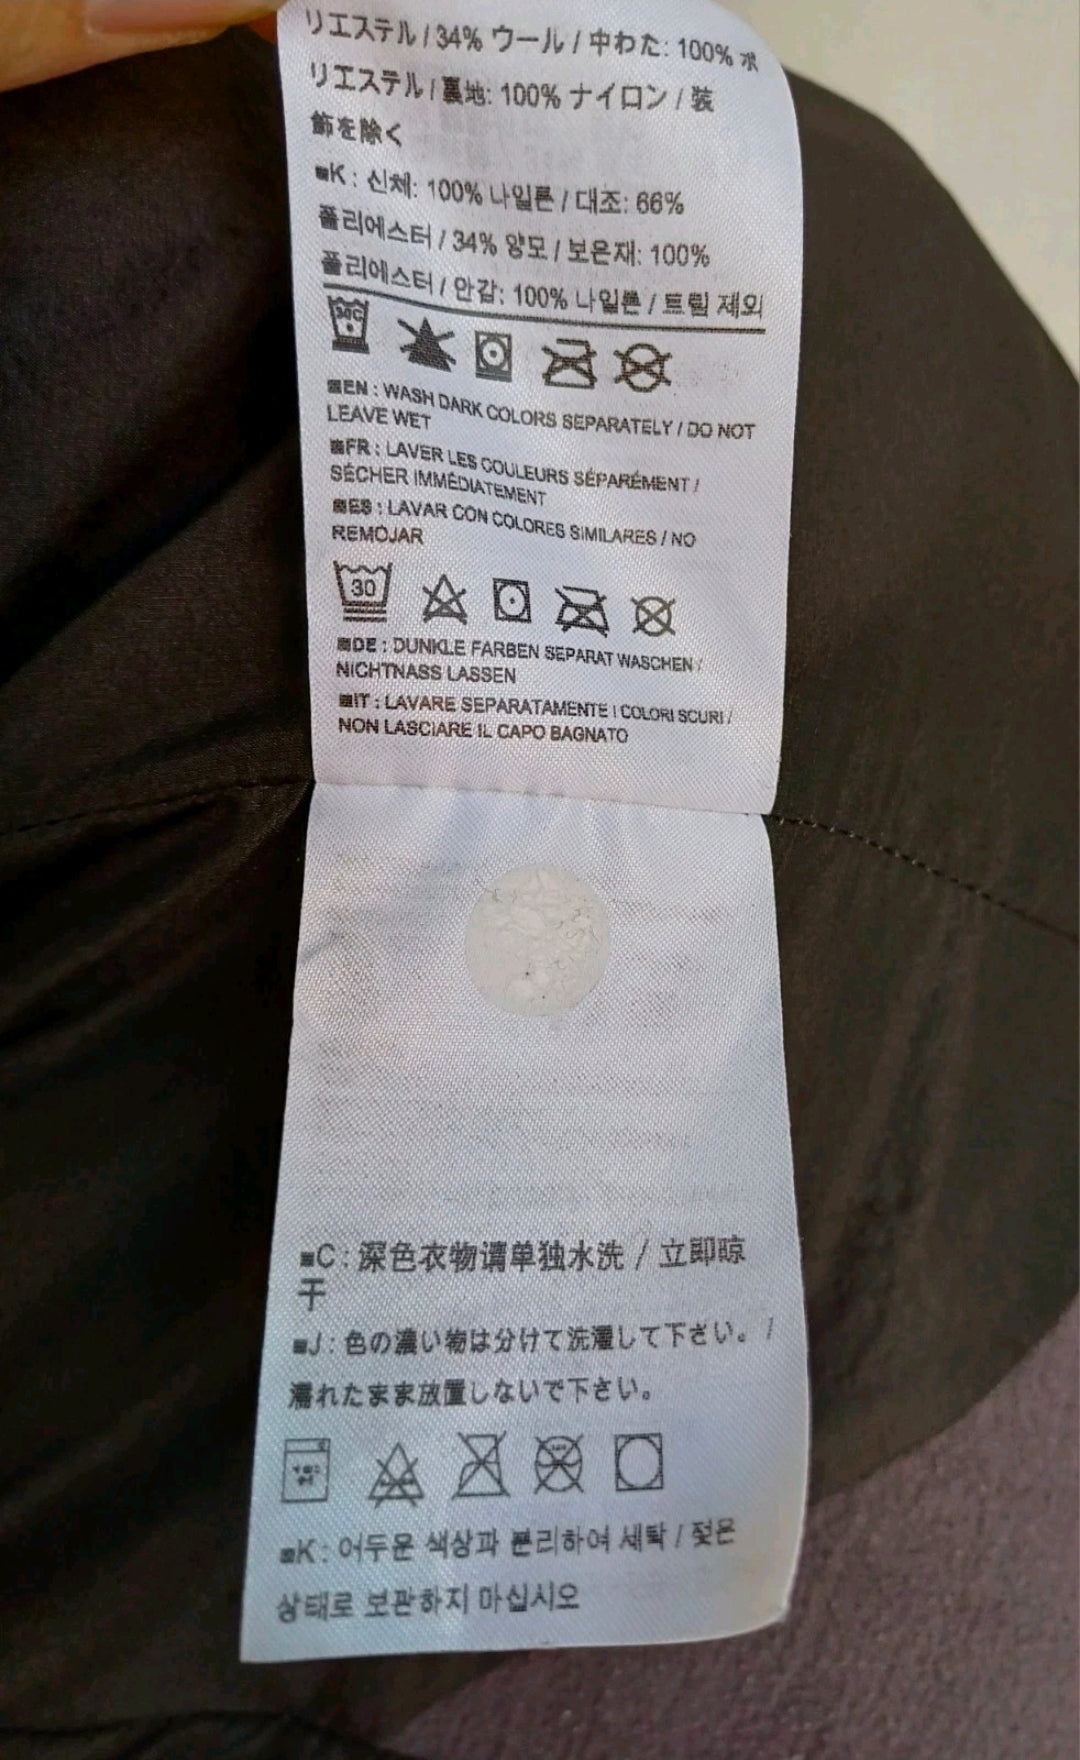 リエステル / 34% ウール / 中わた: 100% ポ
リエステル / 裏地: 100% ナイロン / 装
飾を除く
■K : 신체: 100% 나일론 / 대조: 66%
폴리에스터 / 34% 양모 / 보온재: 100%
폴리에스터 / 안감: 100% 나일론 / 트림 제외
30C
■EN : WASH DARK COLORS SEPARATELY / DO NOT
LEAVE WET
■FR : LAVER LES COULEURS SÉPARÉMENT /
SÉCHER IMMÉDIATEMENT
■ES : LAVAR CON COLORES SIMILARES / NO
REMOJAR
30
■DE : DUNKLE FARBEN SEPARAT WASCHEN /
NICHTNASS LASSEN
■IT : LAVARE SEPARATAMENTE I COLORI SCURI /
NON LASCIARE IL CAPO BAGNATO
■C : 深色衣物请单独水洗 / 立即晾
干
■J : 色の濃い物は分けて洗濯して下さい。 /
濡れたまま放置しないで下さい。
■K : 어두운 색상과 분리하여 세탁 / 젖은
상태로 보관하지 마십시오